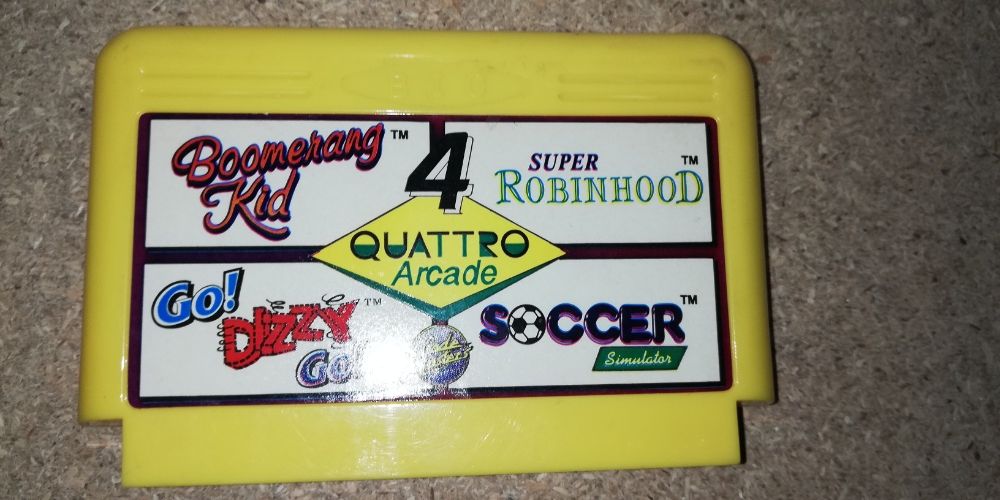 Boomerang
Kid ™
4
QUATTRO
Arcade
SUPER ™
ROBINHOOD
Go!
DIZZY ™
Go
SOCCER ™
Simulator